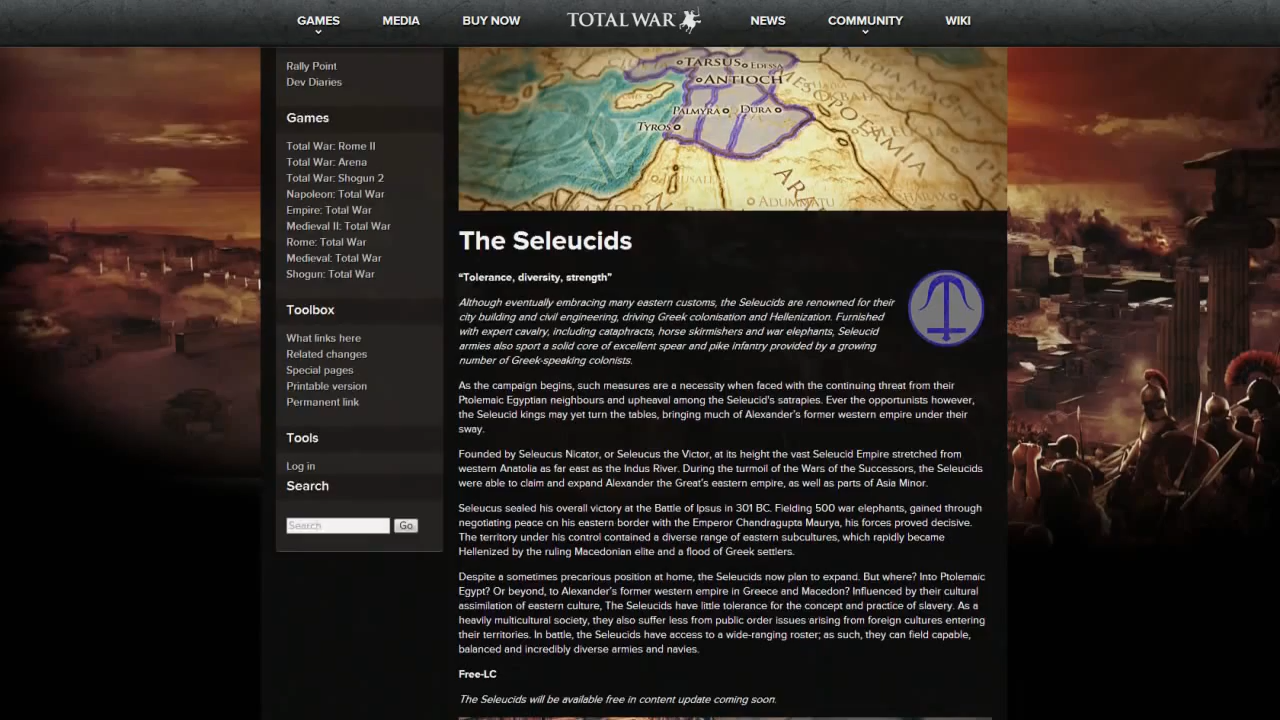 GAMES
MEDIA
BUY NOW
TOTAL WAR
NEWS
COMMUNITY
WIKI
Rally Point
Dev Diaries
Games
Total War: Rome II
Total War: Arena
Total War: Shogun 2
Napoleon: Total War
Empire: Total War
Medieval II: Total War
Rome: Total War
Medieval: Total War
Shogun: Total War
Toolbox
What links here
Related changes
Special pages
Printable version
Permanent link
Tools
Log in
Search
Search
Go
TARSUS
EDESSA
ANTIOCH
PALMYRA
DURA
TYROS
JERUSALEM
ADUMMATU
The Seleucids
“Tolerance, diversity, strength”
Although eventually embracing many eastern customs, the Seleucids are renowned for their
city building and civil engineering, driving Greek colonisation and Hellenization. Furnished
with expert cavalry, including cataphracts, horse skirmishers and war elephants, Seleucid
armies also sport a solid core of excellent spear and pike infantry provided by a growing
number of Greek-speaking colonists.
As the campaign begins, such measures are a necessity when faced with the continuing threat from their
Ptolemaic Egyptian neighbours and upheaval among the Seleucid's satrapies. Ever the opportunists however,
the Seleucid kings may yet turn the tables, bringing much of Alexander’s former western empire under their
sway.
Founded by Seleucus Nicator, or Seleucus the Victor, at its height the vast Seleucid Empire stretched from
western Anatolia as far east as the Indus River. During the turmoil of the Wars of the Successors, the Seleucids
were able to claim and expand Alexander the Great’s eastern empire, as well as parts of Asia Minor.
Seleucus sealed his overall victory at the Battle of Ipsus in 301 BC. Fielding 500 war elephants, gained through
negotiating peace on his eastern border with the Emperor Chandragupta Maurya, his forces proved decisive.
The territory under his control contained a diverse range of eastern subcultures, which rapidly became
Hellenized by the ruling Macedonian elite and a flood of Greek settlers.
Despite a sometimes precarious position at home, the Seleucids now plan to expand. But where? Into Ptolemaic
Egypt? Or beyond, to Alexander’s former western empire in Greece and Macedon? Influenced by their cultural
assimilation of eastern culture, The Seleucids have little tolerance for the concept and practice of slavery. As a
heavily multicultural society, they also suffer less from public order issues arising from foreign cultures entering
their territories. In battle, the Seleucids have access to a wide-ranging roster; as such, they can field capable,
balanced and incredibly diverse armies and navies.
Free-LC
The Seleucids will be available free in content update coming soon.